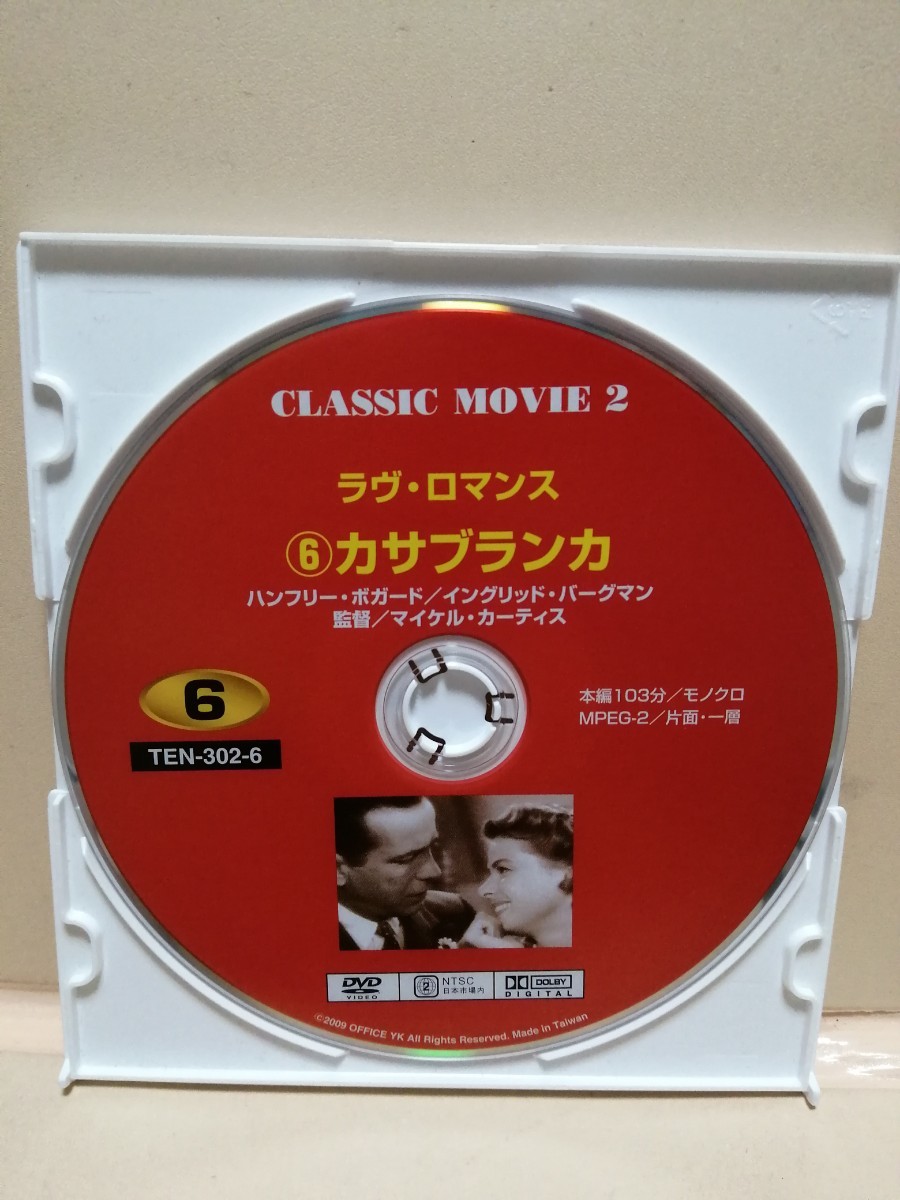 CLASSIC MOVIE 2
ラヴ・ロマンス
⑥カサブランカ
ハンフリー・ボガード／イングリッド・バーグマン
監督／マイケル・カーティス
6
TEN-302-6
本編103分／モノクロ
MPEG-2／片面・一層
DVD
VIDEO
2
NTSC
日本市場内
DOLBY
DIGITAL
©2009 OFFICE YK All Rights Reserved. Made in Taiwan